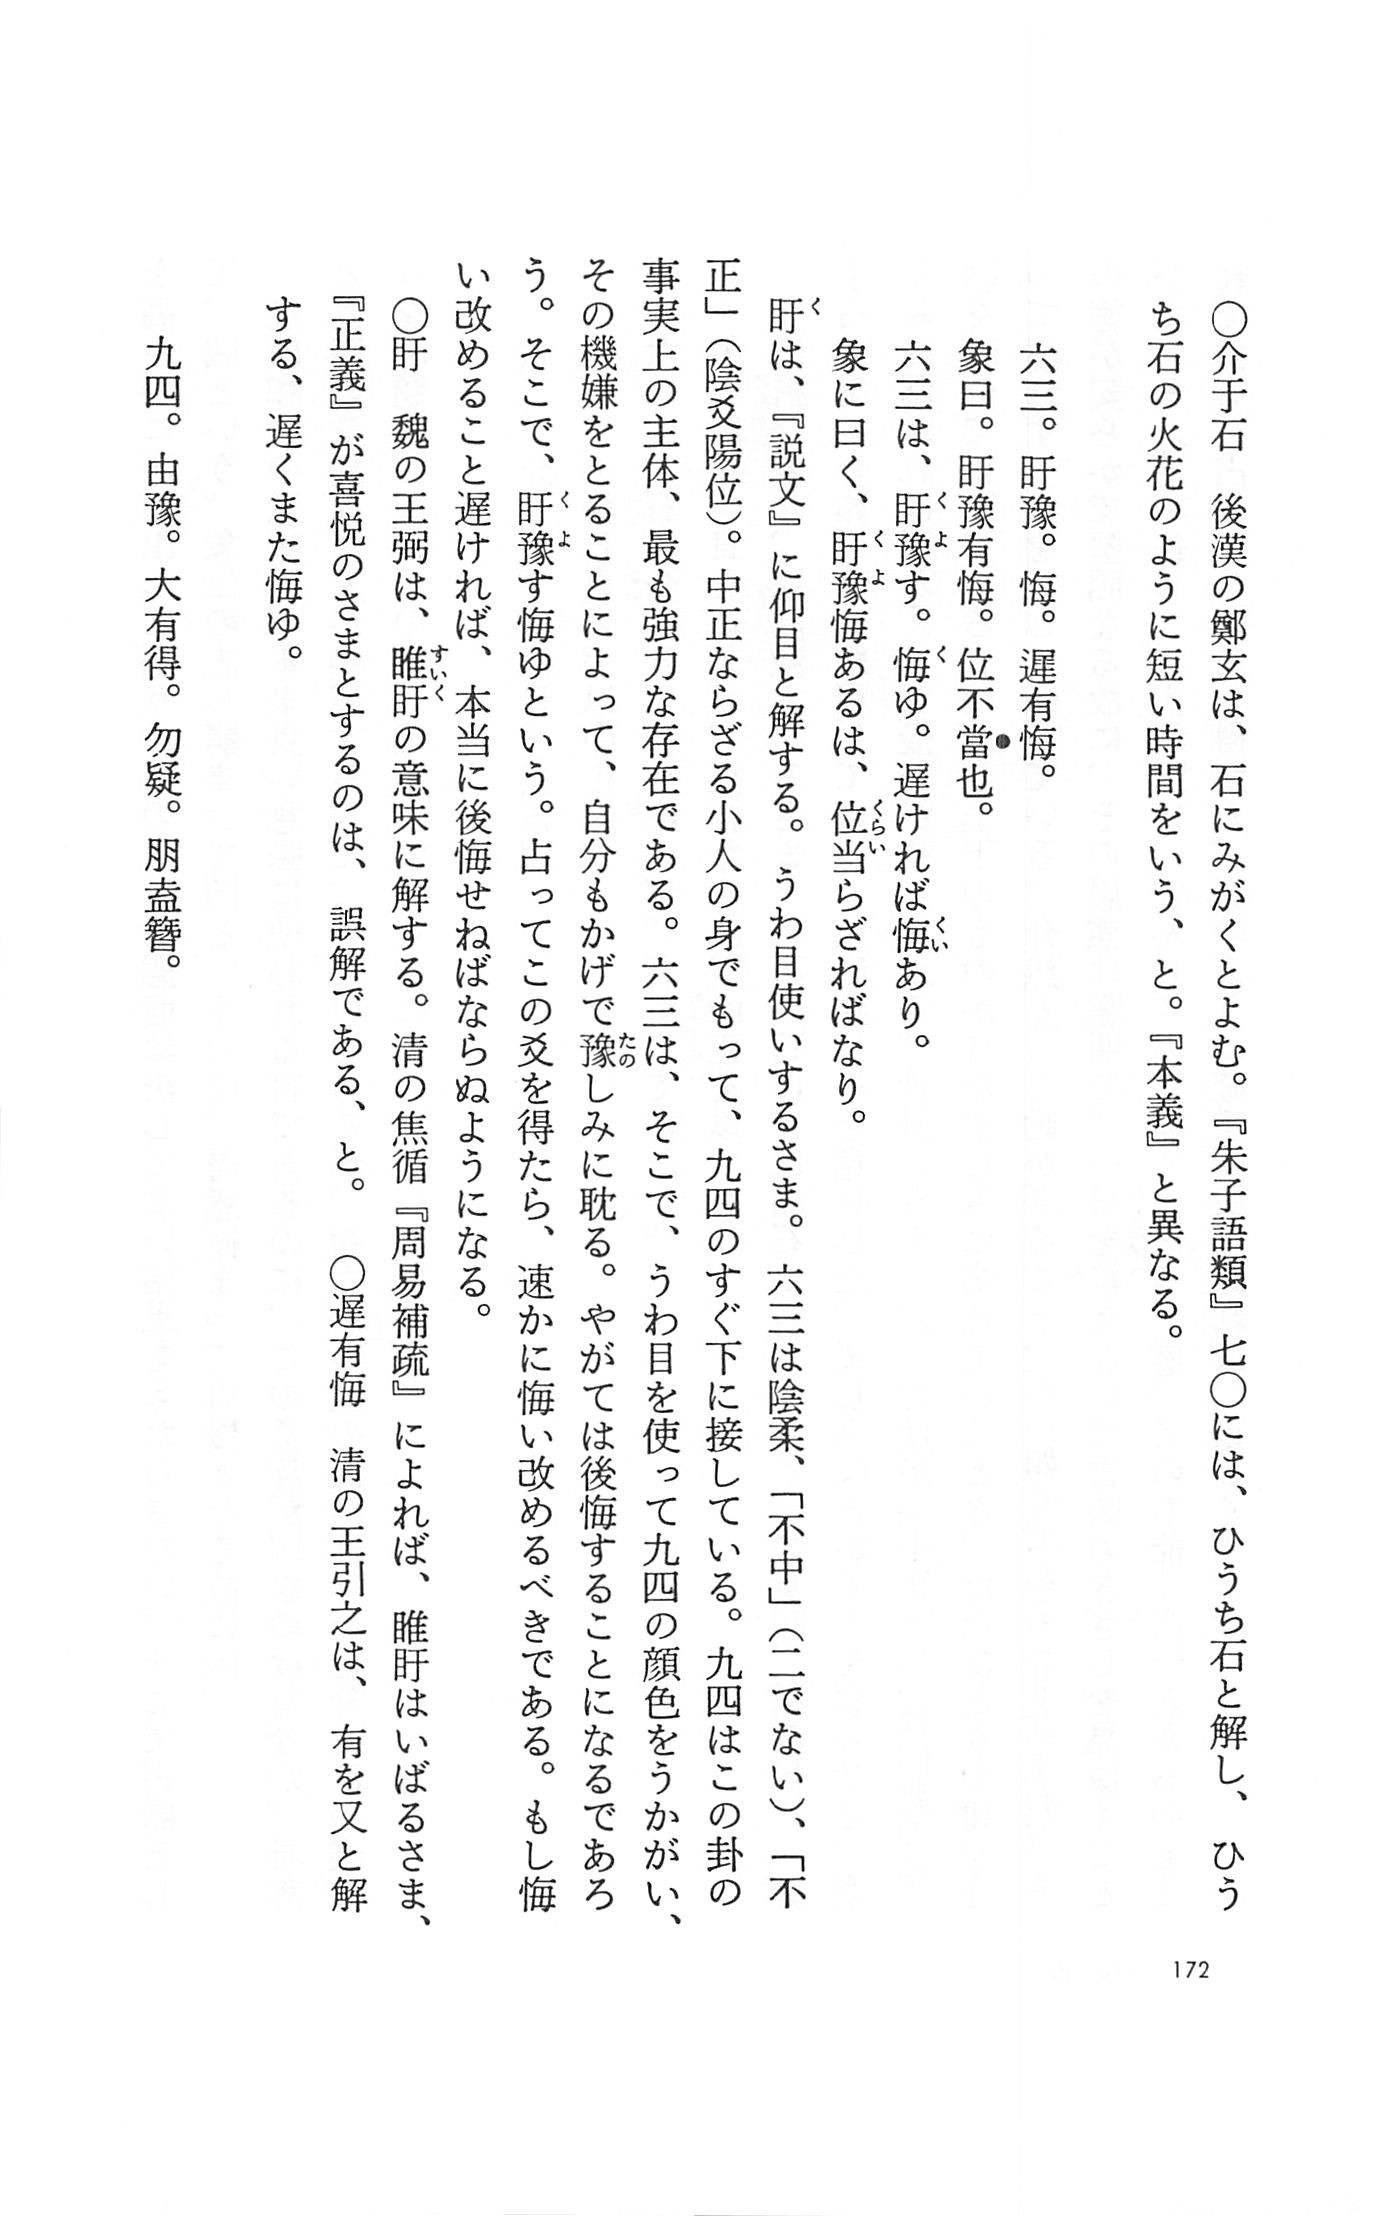 〇介于石　後漢の鄭玄は、石にみがくとよむ。『朱子語類』七〇には、ひうち石と解し、ひう
ち石の火花のように短い時間をいう、と。『本義』と異なる。
六三。盱豫。悔。遲有悔。
象曰。盱豫有悔。位不當也。
六三は、盱豫す。悔ゆ。遅ければ悔あり。
象に曰く、盱豫悔あるは、位当らざればなり。
盱は、『説文』に仰目と解する。うわ目使いするさま。六三は陰柔、「不中」（二でない）、「不
正」（陰爻陽位）。中正ならざる小人の身でもって、九四のすぐ下に接している。九四はこの卦の
事実上の主体、最も強力な存在である。六三は、そこで、うわ目を使って九四の顔色をうかがい、
その機嫌をとることによって、自分もかげで豫しみに耽る。やがては後悔することになるであろ
う。そこで、盱豫す悔ゆという。占ってこの爻を得たら、速かに悔い改めるべきである。もし悔
い改めること遅ければ、本当に後悔せねばならぬようになる。
〇盱　魏の王弼は、睢盱の意味に解する。清の焦循『周易補疏』によれば、睢盱はいばるさま、
『正義』が喜悦のさまとするのは、誤解である、と。　〇遅有悔　清の王引之は、有を又と解
する、遅くまた悔ゆ。
九四。由豫。大有得。勿疑。朋盍簪。
172